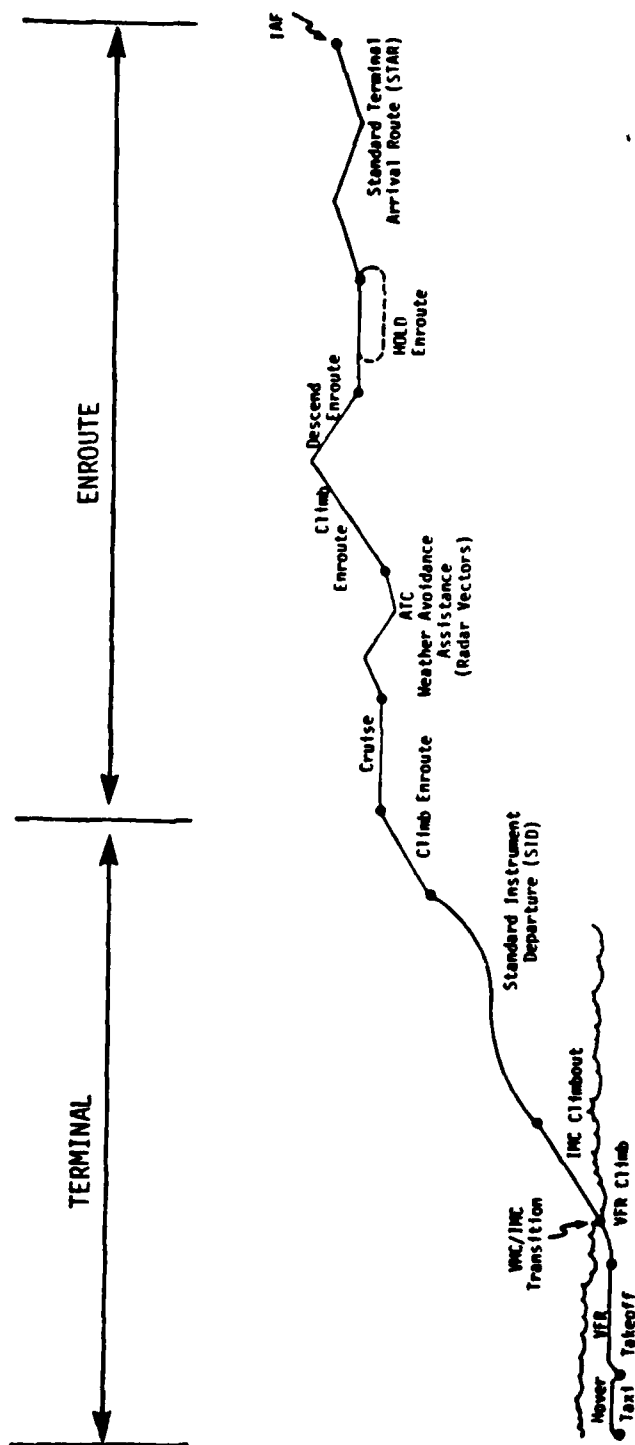 TERMINAL
ENROUTE
Hover
Taxi
VFR
Takeoff
VMC/IMC
Transition
VFR Climb
IMC Climbout
Standard Instrument
Departure (SID)
Climb Enroute
Cruise
ATC
Weather Avoidance
Assistance
(Radar Vectors)
Climb
Enroute
Descend
Enroute
HOLD
Enroute
Standard Terminal
Arrival Route (STAR)
IAF